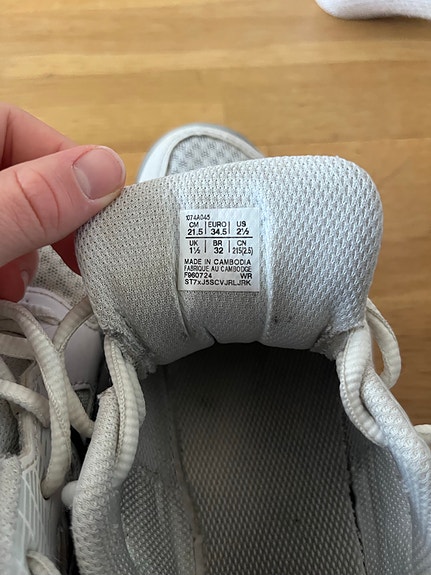 1074A045
CM EURO US
21.5 34.5 2½
UK BR CN
1½ 32 215(2.5)
MADE IN CAMBODIA
FABRIQUE AU CAMBODGE
F960724 WR
ST7xJ5SCVJRLJRK